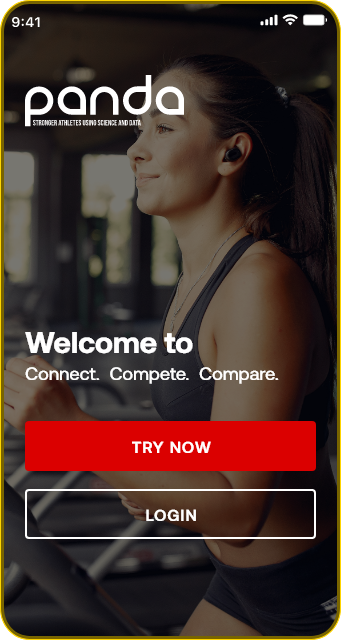 9:41
panda
STRONGER ATHLETES USING SCIENCE AND DATA
Welcome to
Connect. Compete. Compare.
TRY NOW
LOGIN